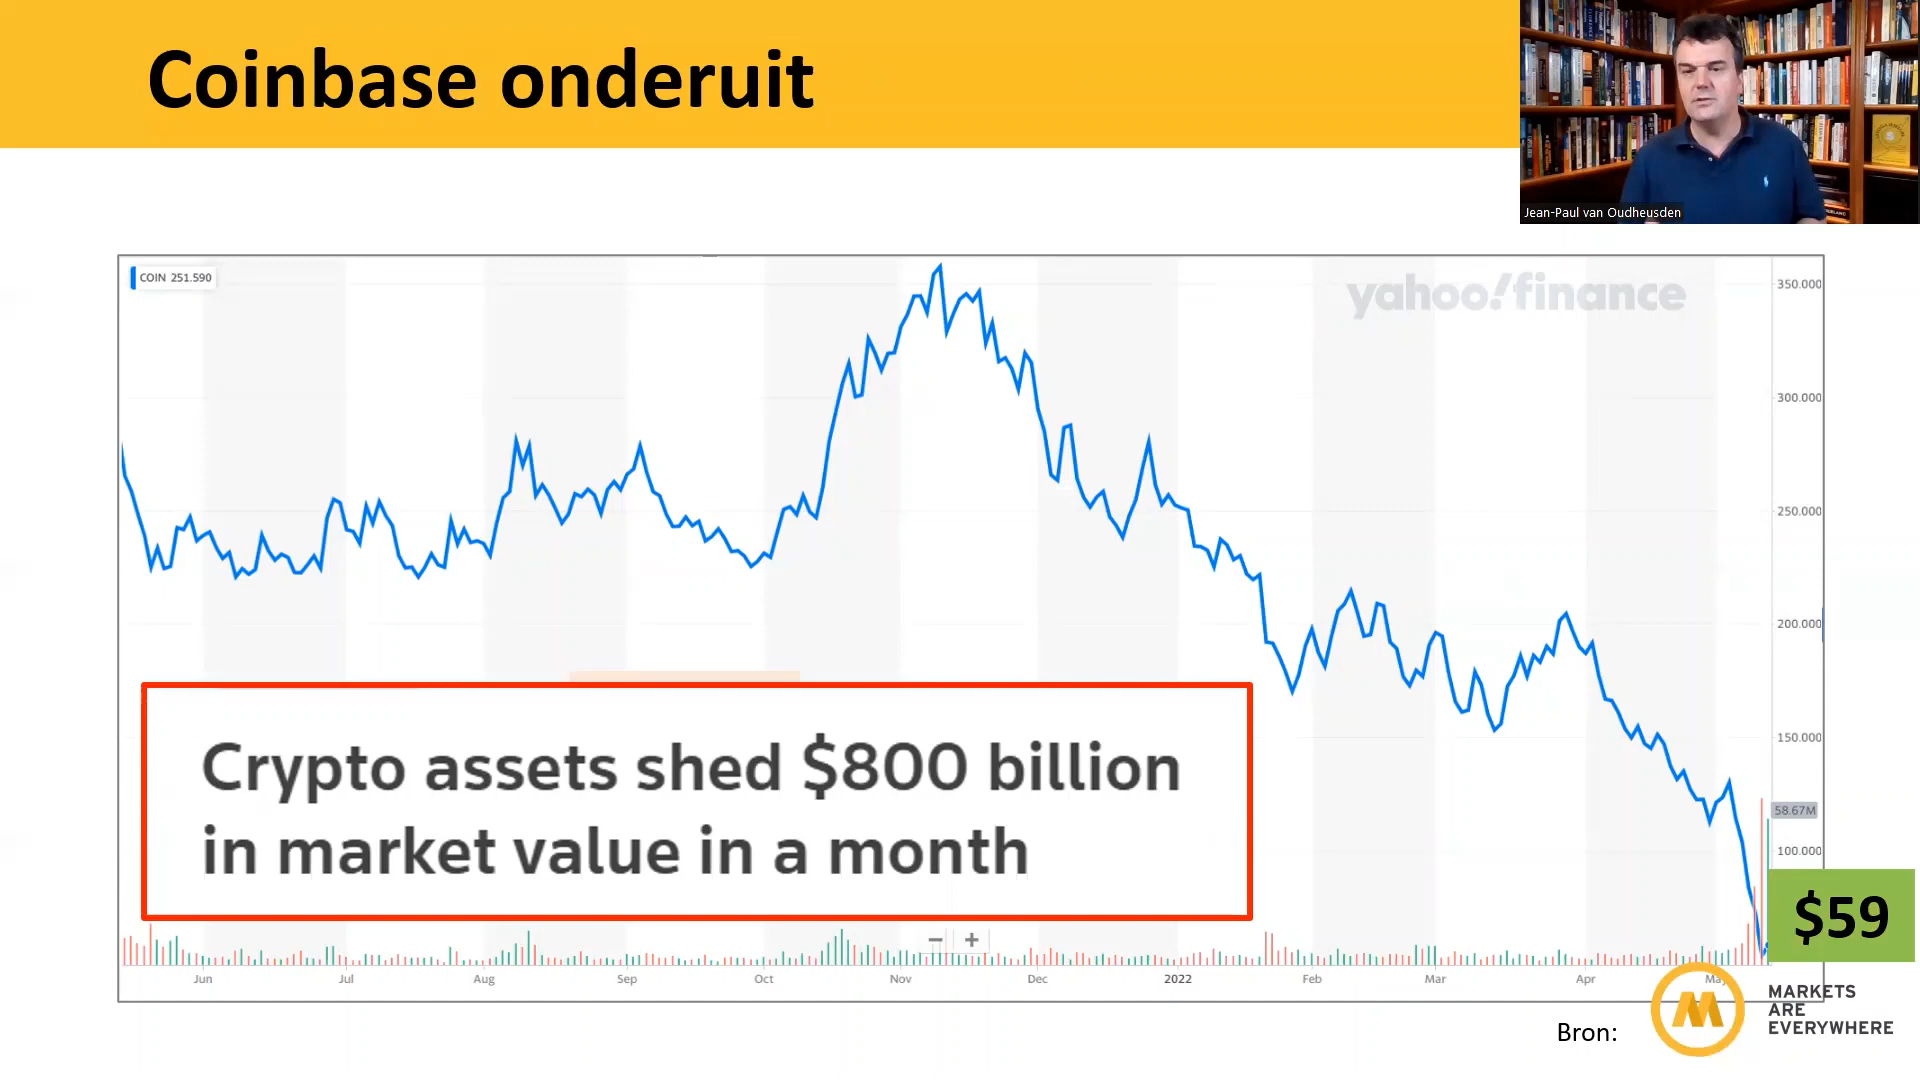 Coinbase onderuit
Jean-Paul van Oudheusden
COIN 251.590
yahoo!finance
350.000
300.000
250.000
200.000
150.000
58.67M
100.000
$59
Crypto assets shed $800 billion
in market value in a month
− +
Jun Jul Aug Sep Oct Nov Dec 2022 Feb Mar Apr May
Bron:
MARKETS
ARE
EVERYWHERE